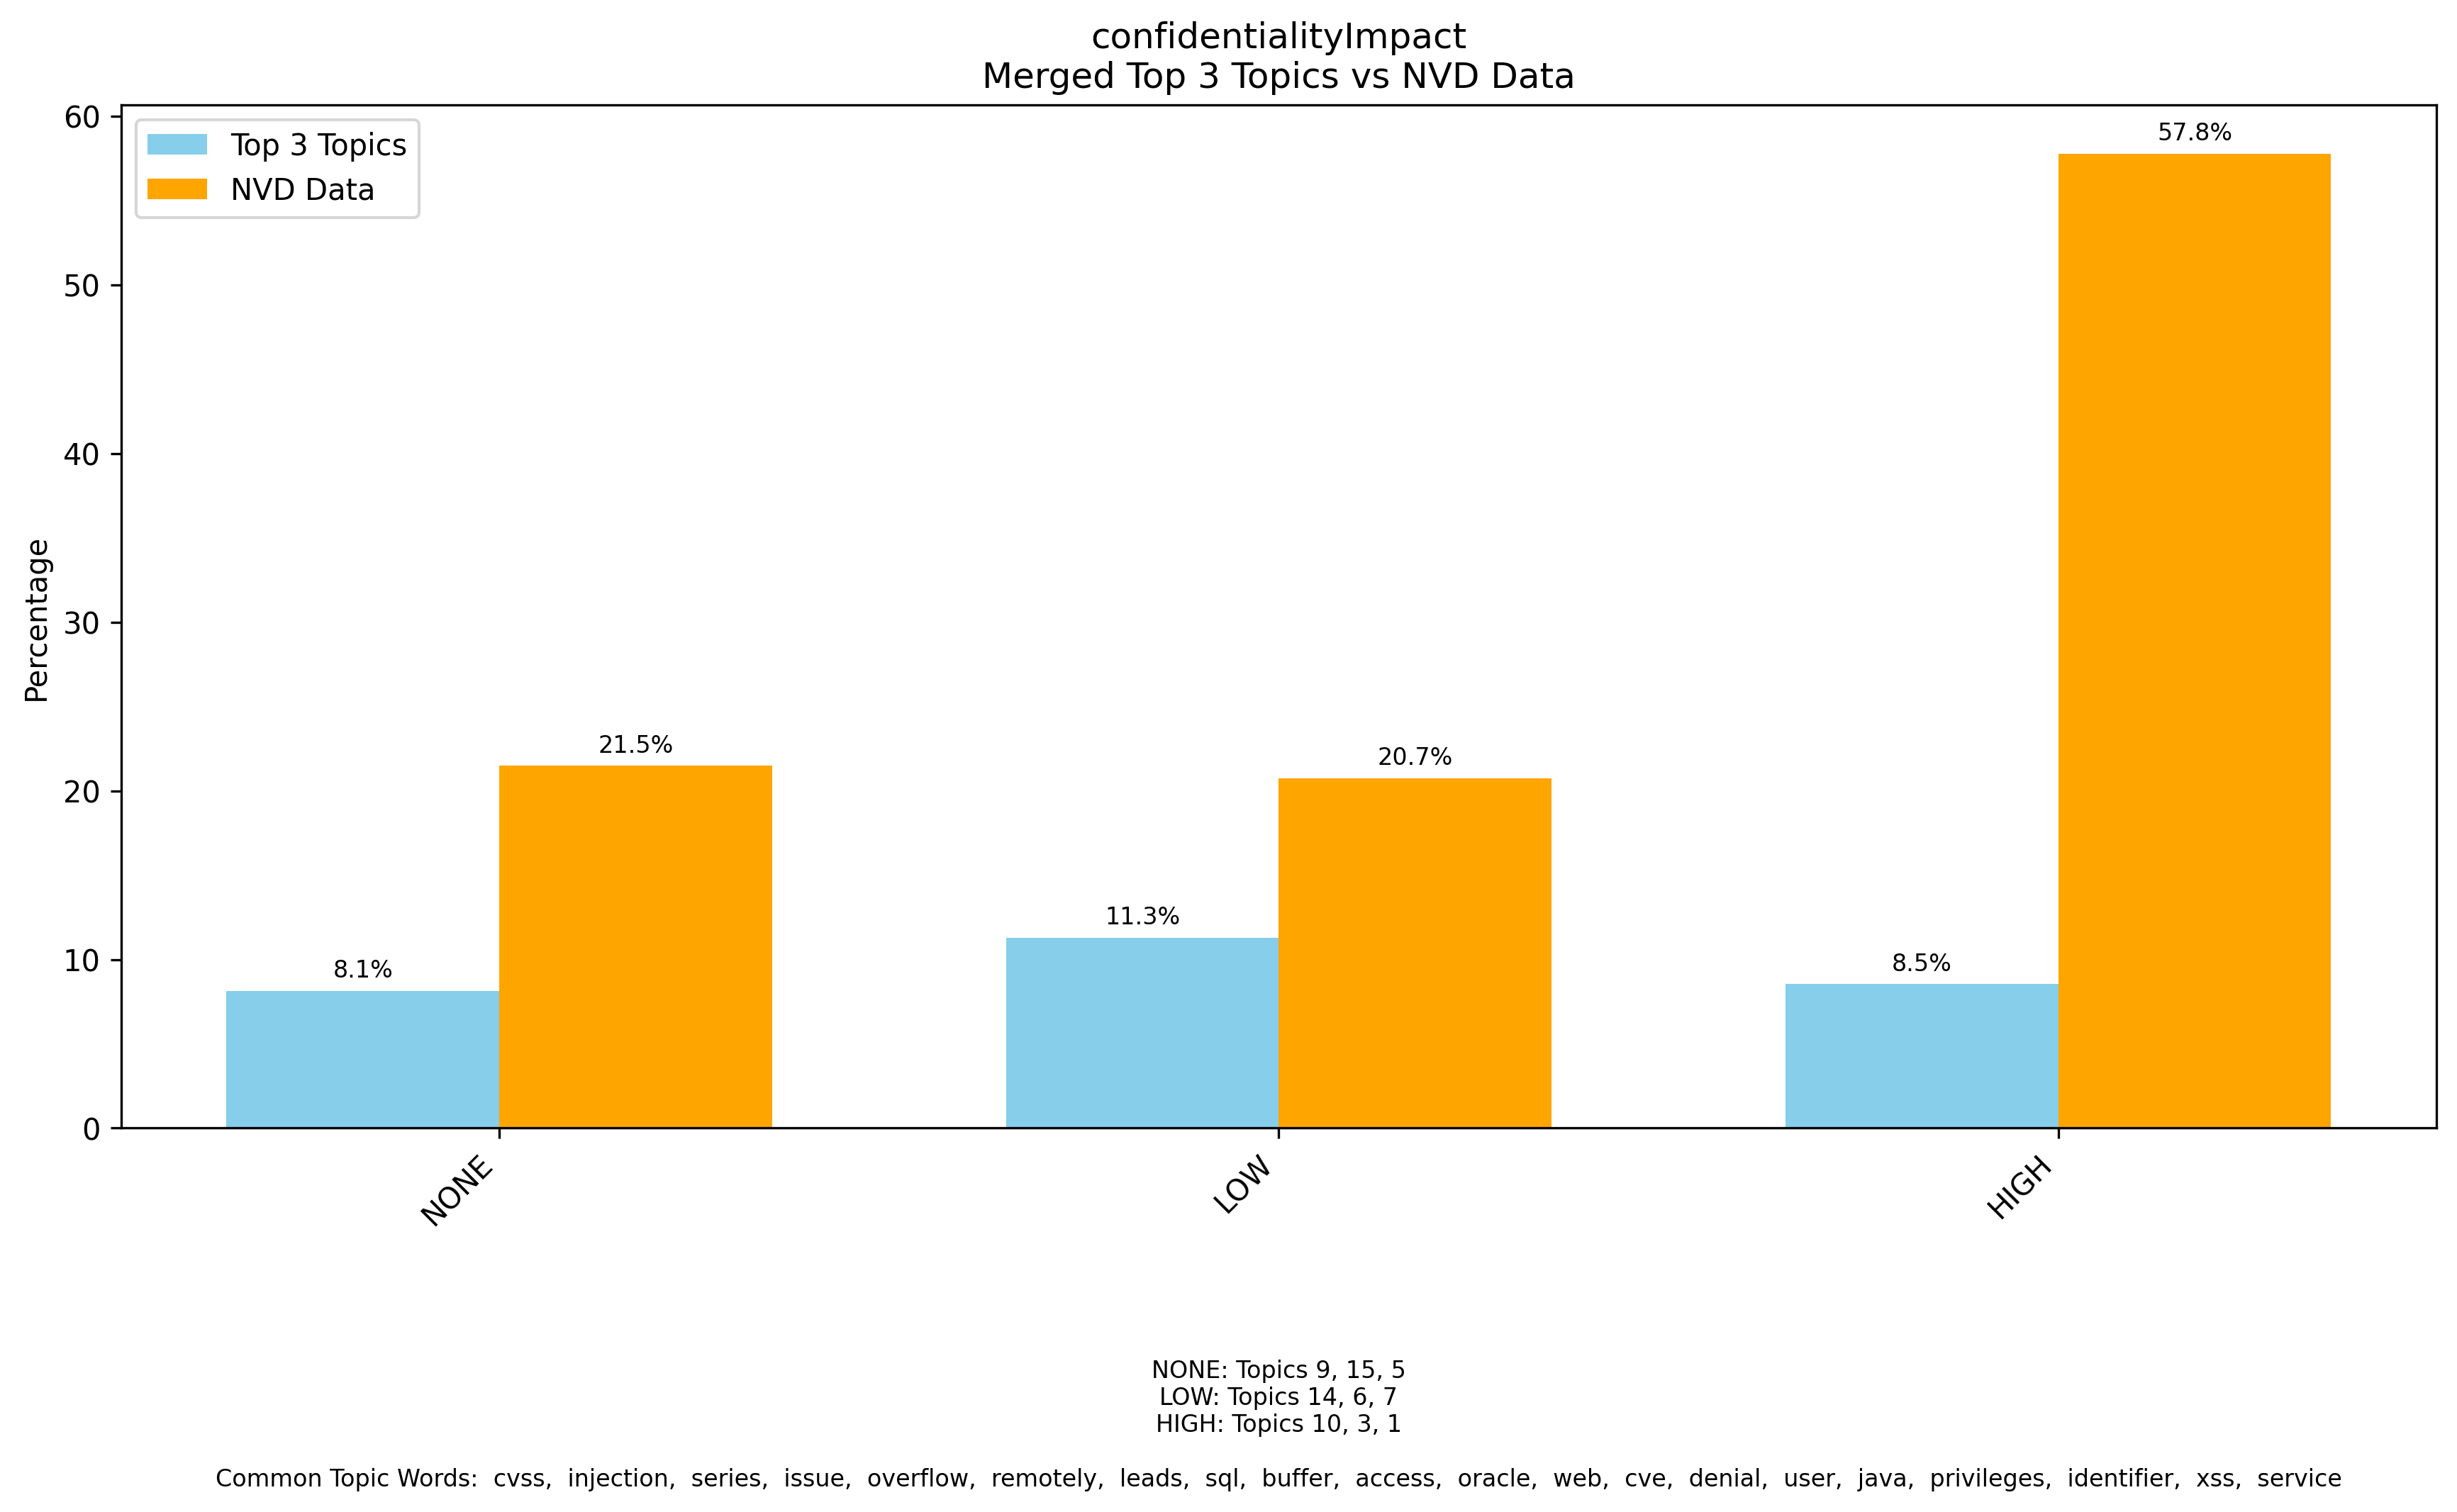 confidentialityImpact
Merged Top 3 Topics vs NVD Data
Top 3 Topics
NVD Data
Percentage
60
50
40
30
20
10
0
8.1%
21.5%
11.3%
20.7%
8.5%
57.8%
NONE
LOW
HIGH
NONE: Topics 9, 15, 5
LOW: Topics 14, 6, 7
HIGH: Topics 10, 3, 1
Common Topic Words:  cvss,  injection,  series,  issue,  overflow,  remotely,  leads,  sql,  buffer,  access,  oracle,  web,  cve,  denial,  user,  java,  privileges,  identifier,  xss,  service